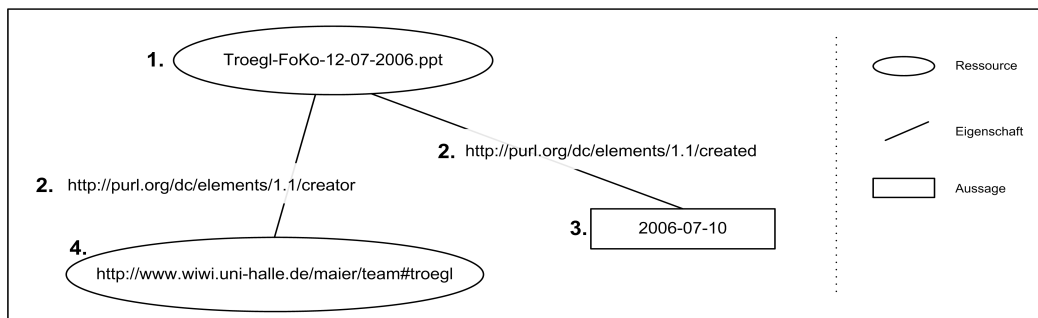 1. Troegl-FoKo-12-07-2006.ppt
Ressource
Eigenschaft
2. http://purl.org/dc/elements/1.1/created
2. http://purl.org/dc/elements/1.1/creator
Aussage
3. 2006-07-10
4.
http://www.wiwi.uni-halle.de/maier/team#troegl